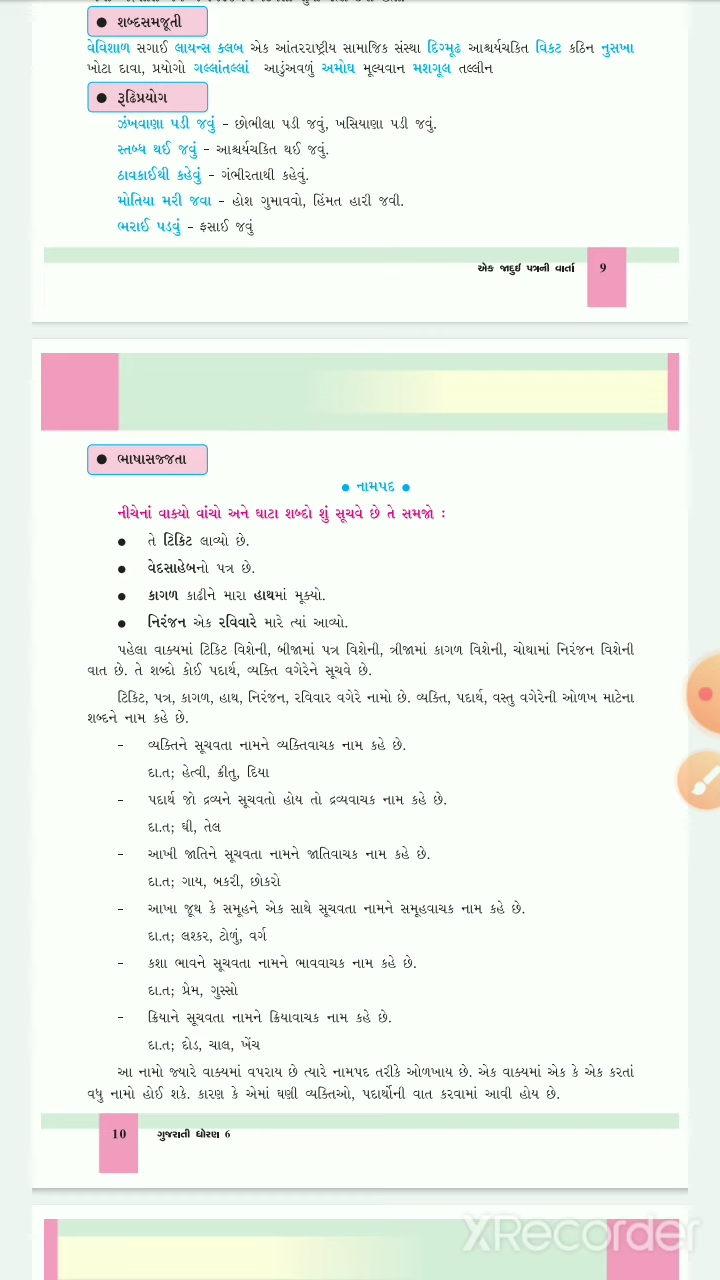 ● શબ્દસમજૂતી
વેવિશાળ સગાઈ લાયન્સ ક્લબ એક આંતરરાષ્ટ્રીય સામાજિક સંસ્થા દિગ્મૂઢ આશ્ચર્યચકિત વિકટ કઠિન નુસખા
ખોટા દાવા, પ્રયોગો ગલ્લાંતલ્લાં આડુંઅવળું અમોઘ મૂલ્યવાન મશગૂલ તલ્લીન
● રૂઢિપ્રયોગ
ઝંખવાણા પડી જવું – છોભીલા પડી જવું, ખસિયાણા પડી જવું.
સ્તબ્ધ થઈ જવું – આશ્ચર્યચકિત થઈ જવું.
ઠાવકાઈથી કહેવું – ગંભીરતાથી કહેવું.
મોતિયા મરી જવા – હોશ ગુમાવવો, હિંમત હારી જવી.
ભરાઈ પડવું – ફસાઈ જવું
એક જાદુઈ પત્રની વાર્તા 9
● ભાષાસજ્જતા
● નામપદ ●
નીચેનાં વાક્યો વાંચો અને ઘાટા શબ્દો શું સૂચવે છે તે સમજો :
● તે ટિકિટ લાવ્યો છે.
● વેદસાહેબનો પત્ર છે.
● કાગળ કાઢીને મારા હાથમાં મૂક્યો.
● નિરંજન એક રવિવારે મારે ત્યાં આવ્યો.
પહેલા વાક્યમાં ટિકિટ વિશેની, બીજામાં પત્ર વિશેની, ત્રીજામાં કાગળ વિશેની, ચોથામાં નિરંજન વિશેની
વાત છે. તે શબ્દો કોઈ પદાર્થ, વ્યક્તિ વગેરેને સૂચવે છે.
ટિકિટ, પત્ર, કાગળ, હાથ, નિરંજન, રવિવાર વગેરે નામો છે. વ્યક્તિ, પદાર્થ, વસ્તુ વગેરેની ઓળખ માટેના
શબ્દને નામ કહે છે.
– વ્યક્તિને સૂચવતા નામને વ્યક્તિવાચક નામ કહે છે.
દા.ત; હેત્વી, ક્રીતુ, દિયા
– પદાર્થ જો દ્રવ્યને સૂચવતો હોય તો દ્રવ્યવાચક નામ કહે છે.
દા.ત; ઘી, તેલ
– આખી જાતિને સૂચવતા નામને જાતિવાચક નામ કહે છે.
દા.ત; ગાય, બકરી, છોકરો
– આખા જૂથ કે સમૂહને એક સાથે સૂચવતા નામને સમૂહવાચક નામ કહે છે.
દા.ત; લશ્કર, ટોળું, વર્ગ
– કશા ભાવને સૂચવતા નામને ભાવવાચક નામ કહે છે.
દા.ત; પ્રેમ, ગુસ્સો
– ક્રિયાને સૂચવતા નામને ક્રિયાવાચક નામ કહે છે.
દા.ત; દોડ, ચાલ, ખેંચ
આ નામો જ્યારે વાક્યમાં વપરાય છે ત્યારે નામપદ તરીકે ઓળખાય છે. એક વાક્યમાં એક કે એક કરતાં
વધુ નામો હોઈ શકે. કારણ કે એમાં ઘણી વ્યક્તિઓ, પદાર્થોની વાત કરવામાં આવી હોય છે.
10 ગુજરાતી ધોરણ 6
XRecorder